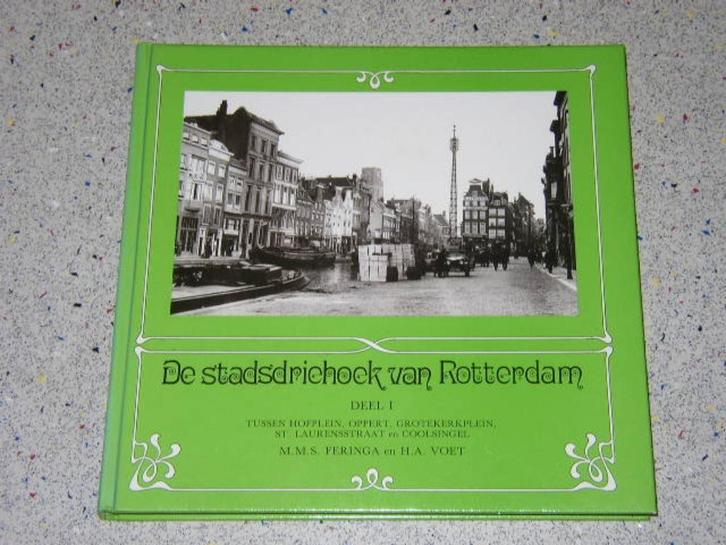 De stadsdriehoek van Rotterdam
DEEL I
TUSSEN HOFPLEIN, OPPERT, GROTEKERKPLEIN,
ST. LAURENSSTRAAT en COOLSINGEL
M.M.S. FERINGA en H.A. VOET